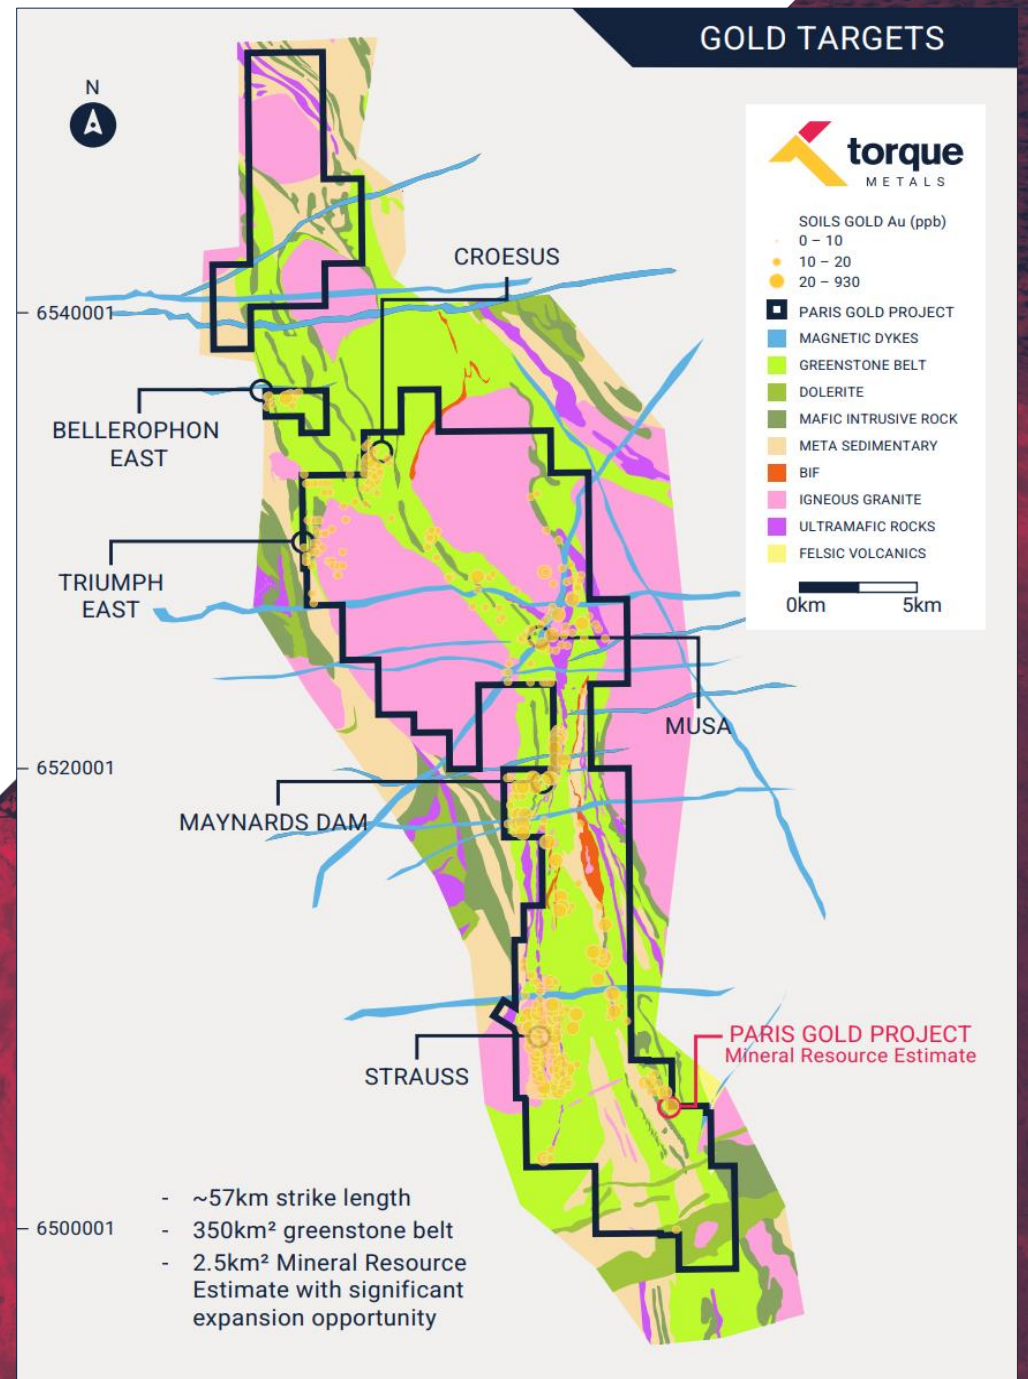 GOLD TARGETS
N
torque
METALS
SOILS GOLD Au (ppb)
0 – 10
10 – 20
20 – 930
PARIS GOLD PROJECT
MAGNETIC DYKES
GREENSTONE BELT
DOLERITE
MAFIC INTRUSIVE ROCK
META SEDIMENTARY
BIF
IGNEOUS GRANITE
ULTRAMAFIC ROCKS
FELSIC VOLCANICS
0km 5km
CROESUS
6540001
BELLEROPHON
EAST
TRIUMPH
EAST
MUSA
6520001
MAYNARDS DAM
PARIS GOLD PROJECT
Mineral Resource Estimate
STRAUSS
6500001
- ~57km strike length
- 350km² greenstone belt
- 2.5km² Mineral Resource
Estimate with significant
expansion opportunity